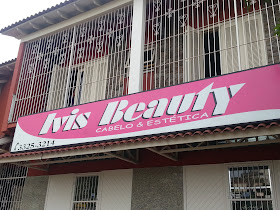 Ivis Beauty
CABELO & ESTÉTICA
3325-3214